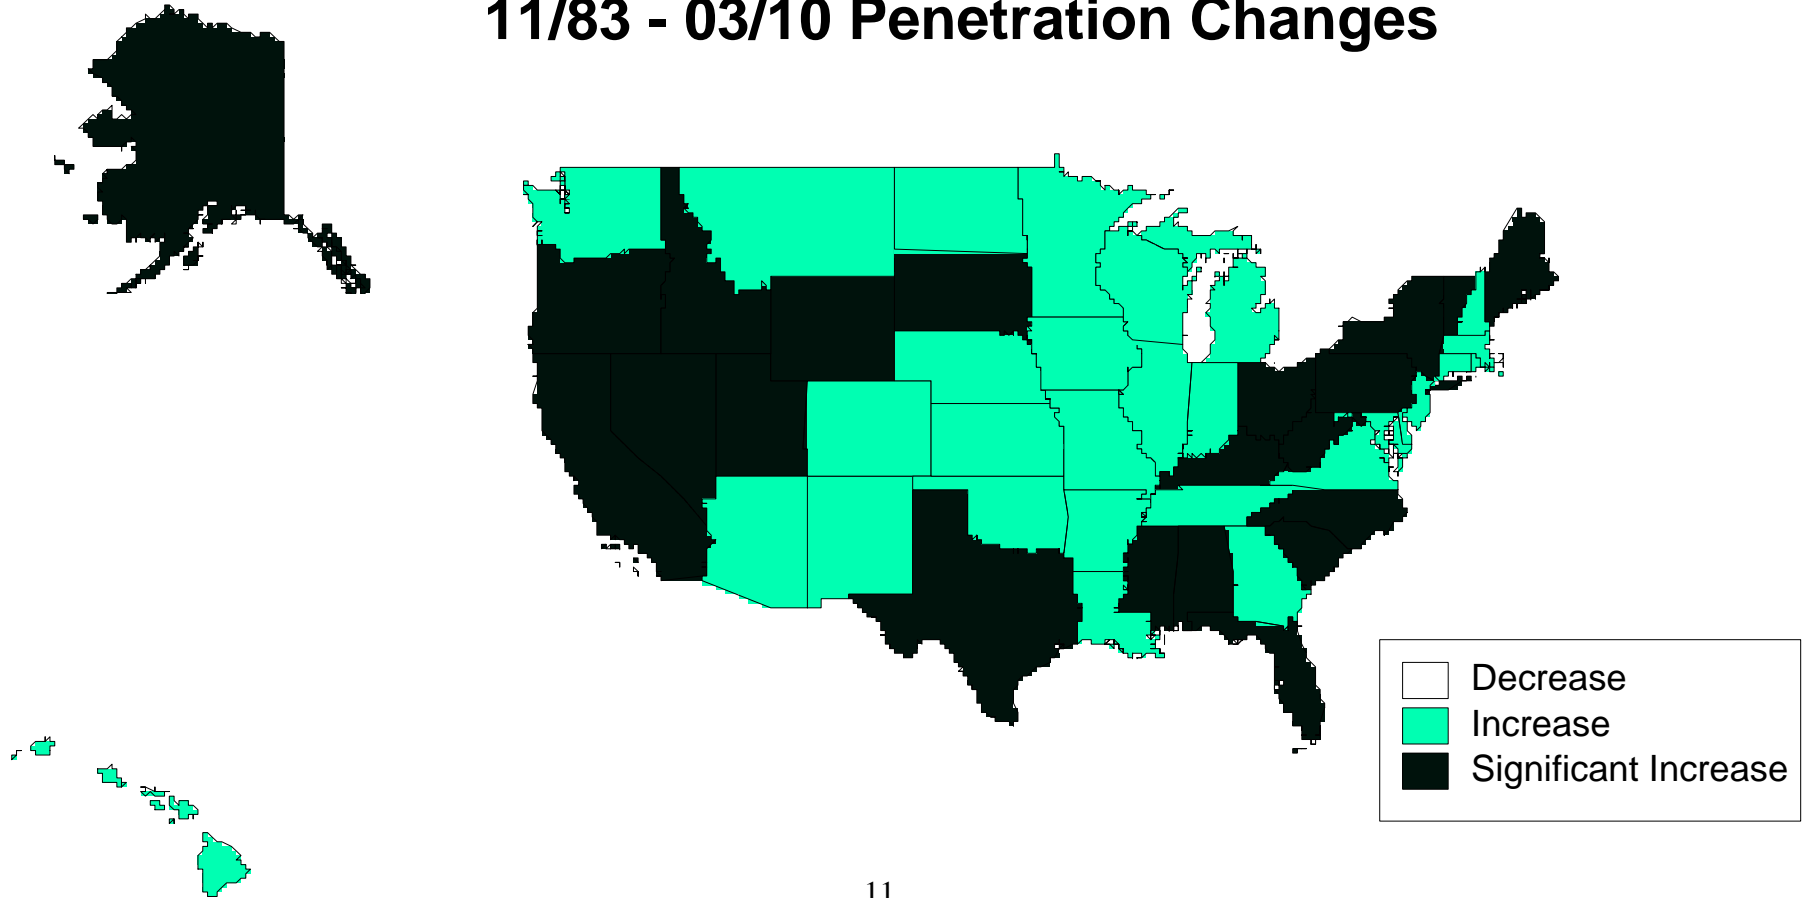 11/83 - 03/10 Penetration Changes
Decrease
Increase
Significant Increase
11